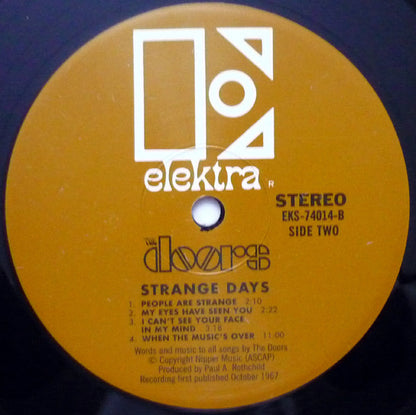 elektra R
STEREO
EKS-74014-B
SIDE TWO
THE doors
STRANGE DAYS
1. PEOPLE ARE STRANGE 2:10
2. MY EYES HAVE SEEN YOU 2:22
3. I CAN'T SEE YOUR FACE
IN MY MIND 3:18
4. WHEN THE MUSIC'S OVER 11:00
Words and music to all songs by The Doors
© Copyright Nipper Music (ASCAP)
Produced by Paul A. Rothchild
Recording first published October 1967